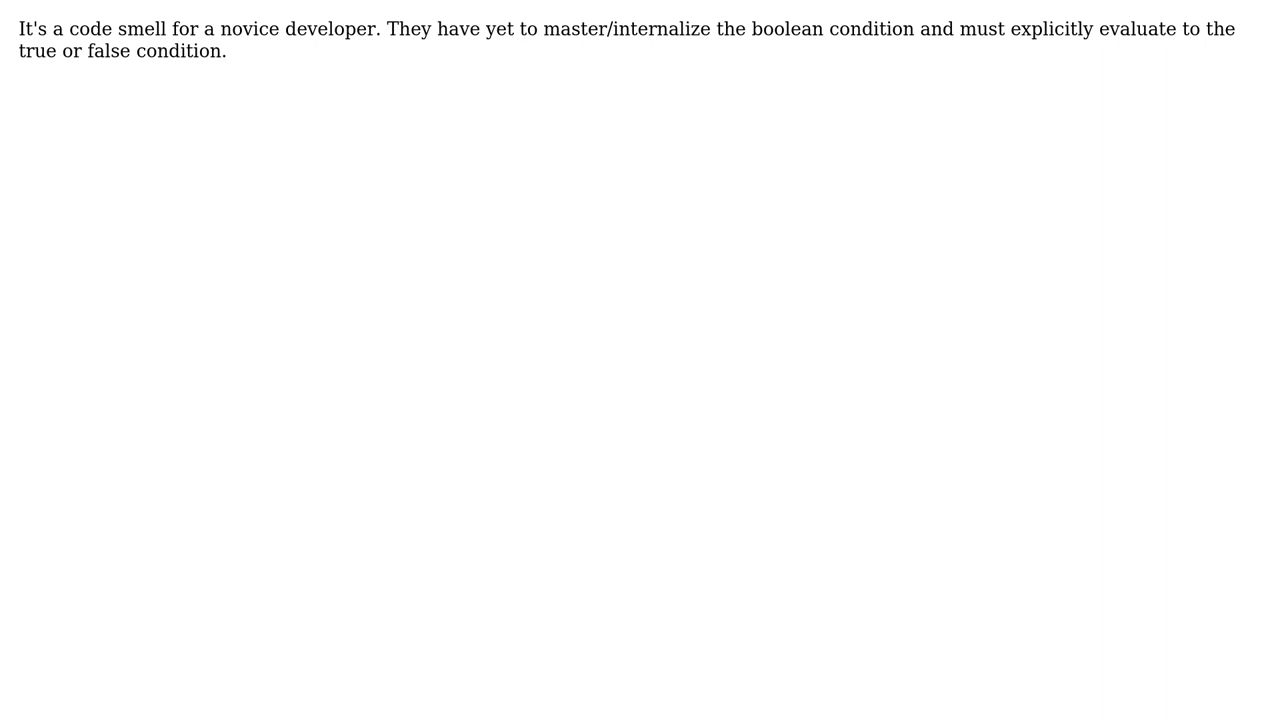 It's a code smell for a novice developer. They have yet to master/internalize the boolean condition and must explicitly evaluate to the
true or false condition.